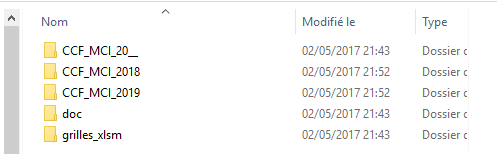 Nom Modifié le Type
CCF_MCI_20__ 02/05/2017 21:43 Dossier d
CCF_MCI_2018 02/05/2017 21:52 Dossier d
CCF_MCI_2019 02/05/2017 21:52 Dossier d
doc 02/05/2017 21:43 Dossier d
grilles_xlsm 02/05/2017 21:43 Dossier d